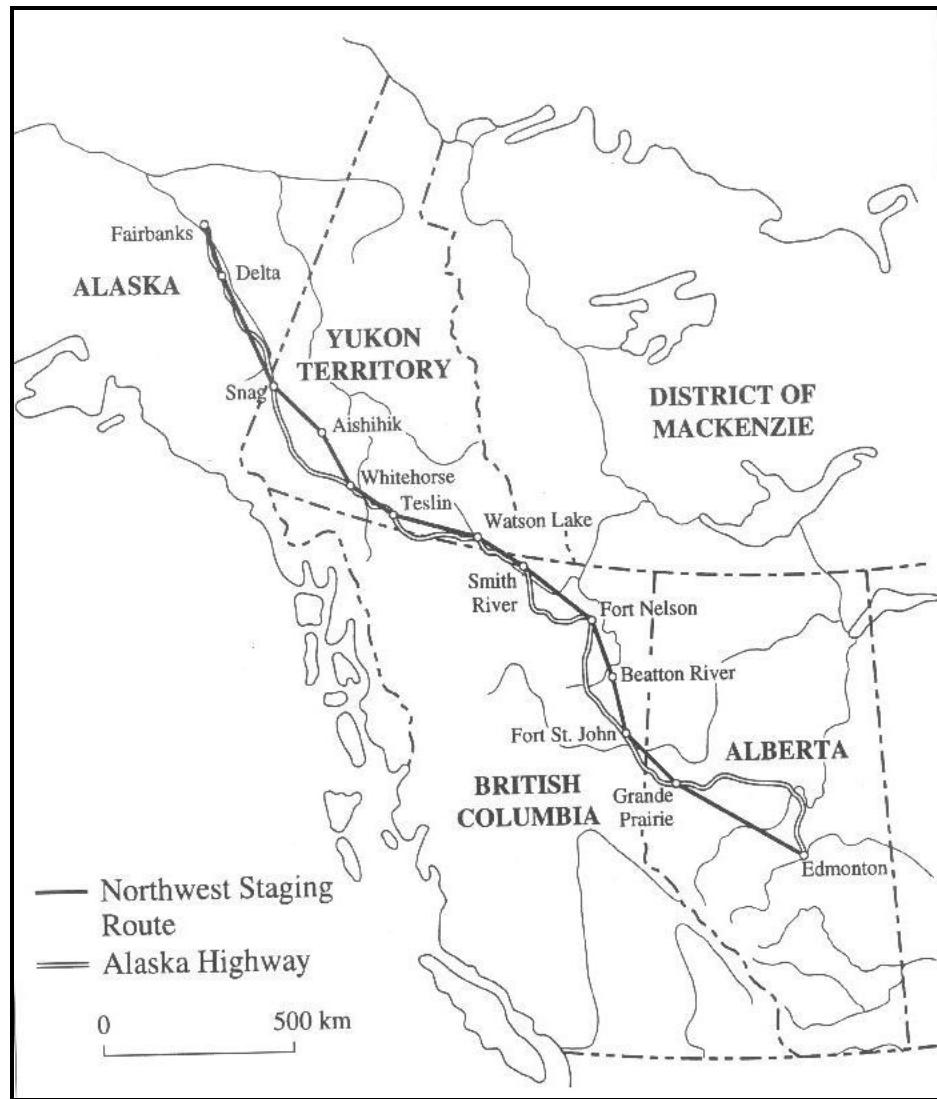 Fairbanks
Delta
ALASKA
YUKON
TERRITORY
Snag
Aishihik
DISTRICT OF
MACKENZIE
Whitehorse
Teslin
Watson Lake
Smith
River
Fort Nelson
Beatton River
Fort St. John
ALBERTA
BRITISH
COLUMBIA
Grande
Prairie
Edmonton
Northwest Staging
Route
Alaska Highway
0
500 km